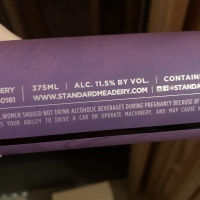 ERY | 375ML | ALC. 11.5% BY VOL. | CONTAINS
0181 WWW.STANDARDMEADERY.COM @STANDAR
WOMEN SHOULD NOT DRINK ALCOHOLIC BEVERAGES DURING PREGNANCY BECAUSE OF
S YOUR ABILITY TO DRIVE A CAR OR OPERATE MACHINERY, AND MAY CAUSE